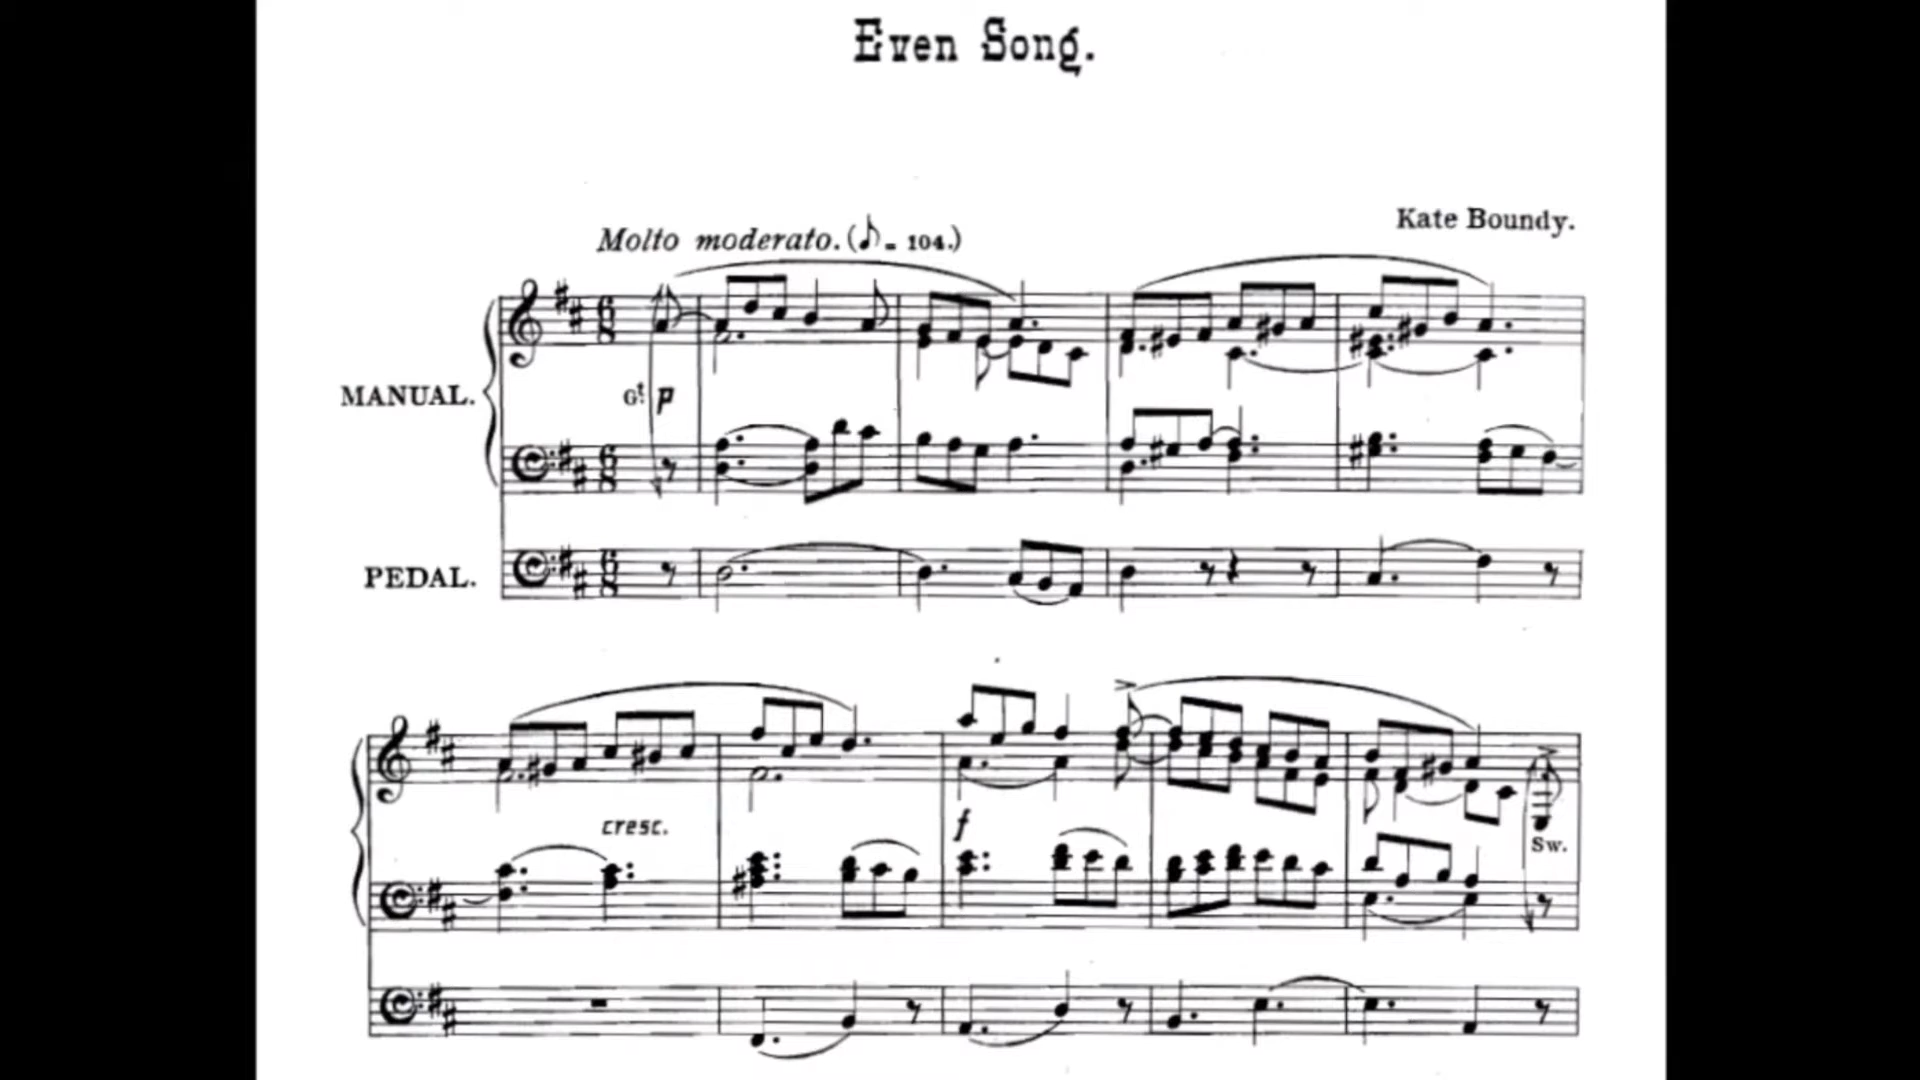 Even Song.
Kate Boundy.
Molto moderato. (♪ = 104.)
MANUAL.
Gt. p
PEDAL.
cresc.
f
Sw.